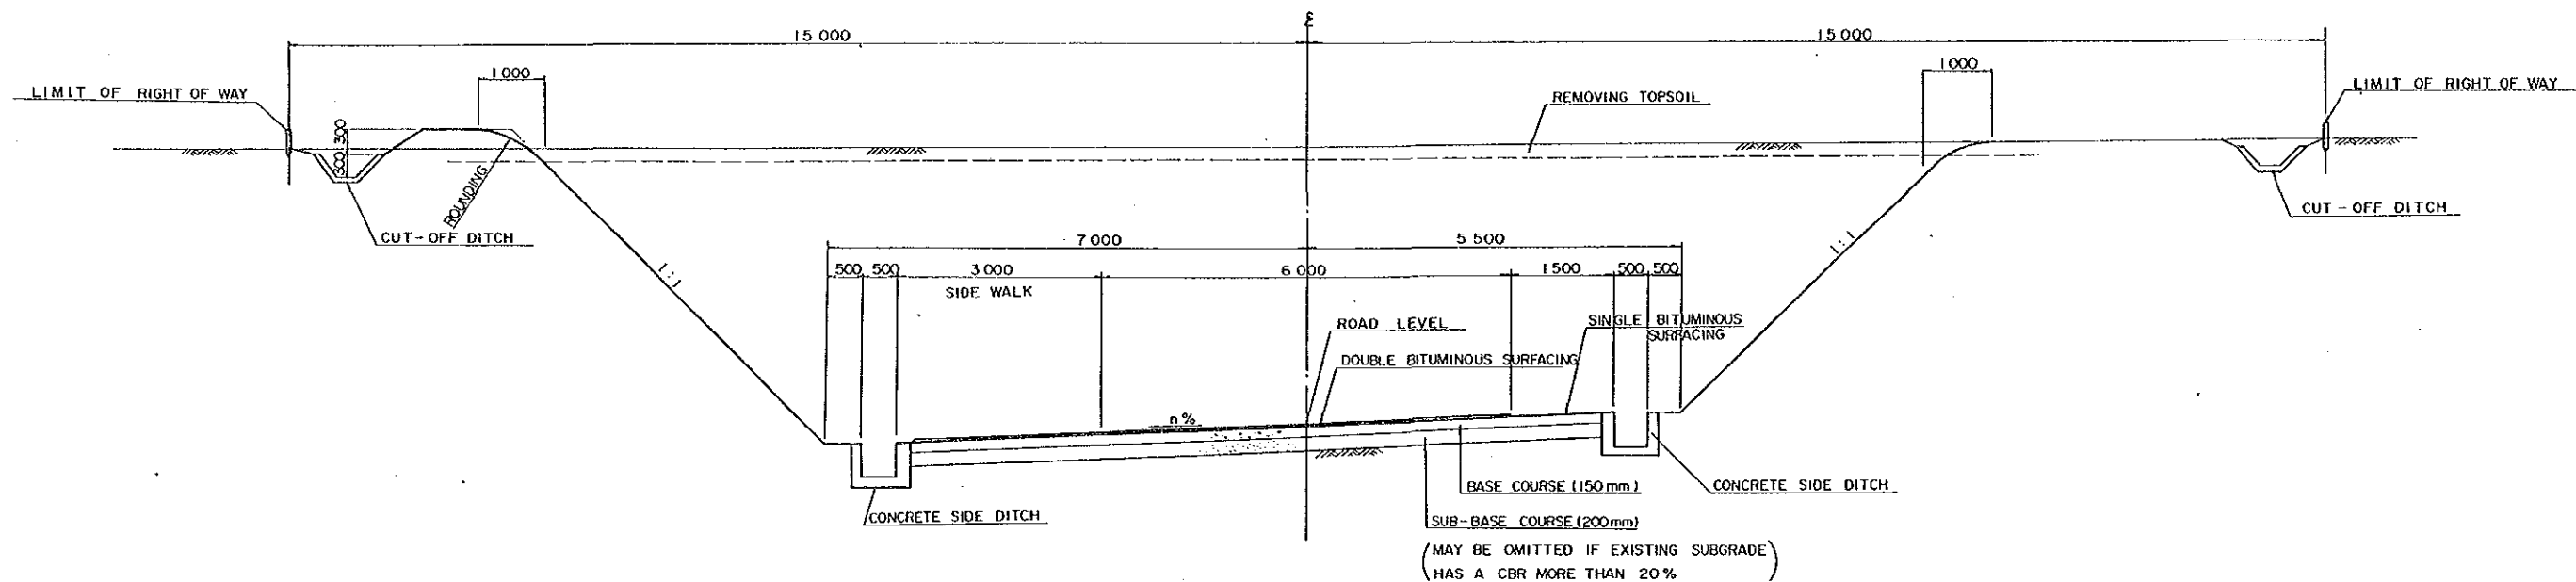 ℄
15 000
15 000
1 000
1 000
LIMIT OF RIGHT OF WAY
LIMIT OF RIGHT OF WAY
REMOVING TOPSOIL
300
300
ROUNDING
CUT-OFF DITCH
CUT-OFF DITCH
1:1
1:1
7 000
5 500
500
500
3 000
6 000
1 500
500
500
SIDE WALK
ROAD LEVEL
SINGLE BITUMINOUS
SURFACING
DOUBLE BITUMINOUS SURFACING
n%
BASE COURSE (150mm)
CONCRETE SIDE DITCH
CONCRETE SIDE DITCH
SUB-BASE COURSE (200mm)
(MAY BE OMITTED IF EXISTING SUBGRADE
HAS A CBR MORE THAN 20%)